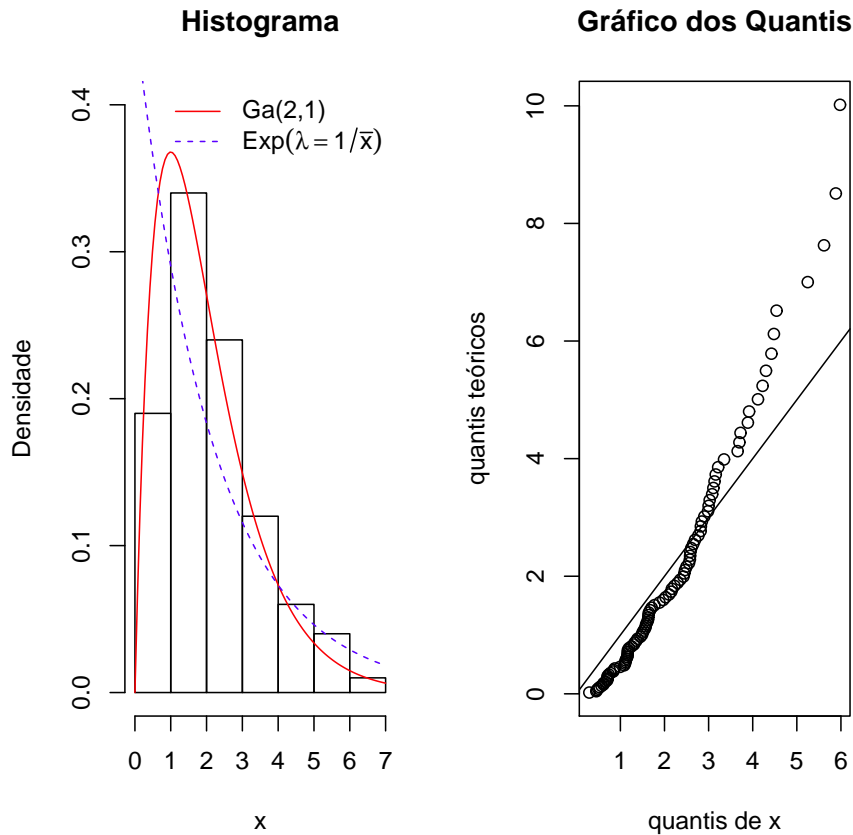 Histograma
Densidade
0.0 0.1 0.2 0.3 0.4
Ga(2,1)
Exp(λ = 1/x̅)
0 1 2 3 4 5 6 7
x
Gráfico dos Quantis
quantis teóricos
0 2 4 6 8 10
1 2 3 4 5 6
quantis de x